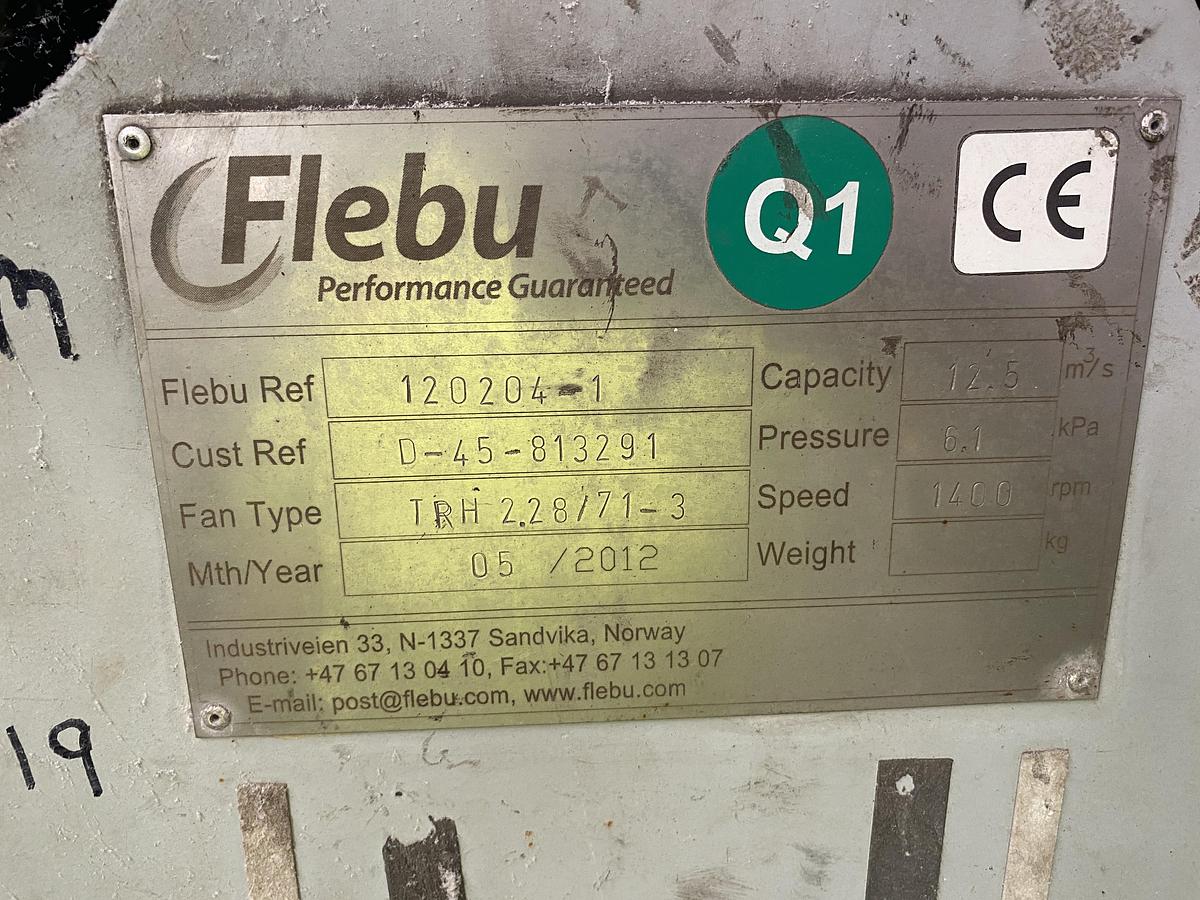 Flebu
Performance Guaranteed
Q1
CE
Flebu Ref 120204-1
Cust Ref D-45-813291
Fan Type TRH 2.28/71-3
Mth/Year 05 /2012
Capacity 12.5 m³/s
Pressure 6.1 kPa
Speed 1400 rpm
Weight kg
Industriveien 33, N-1337 Sandvika, Norway
Phone: +47 67 13 04 10, Fax:+47 67 13 13 07
E-mail: post@flebu.com, www.flebu.com
19